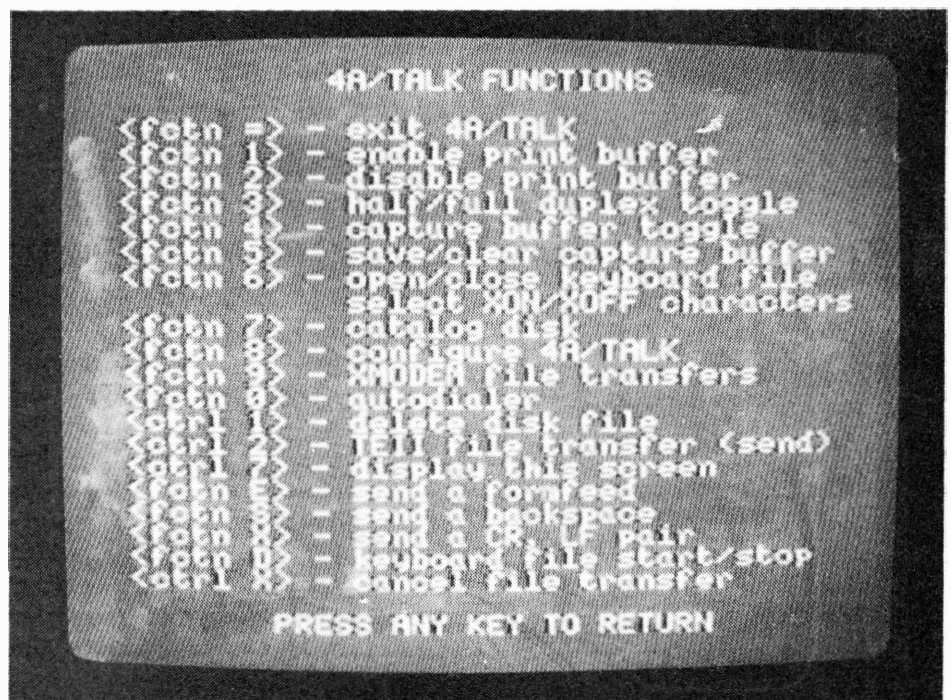 4A/TALK FUNCTIONS
<fctn => - exit 4A/TALK
<fctn 1> - enable print buffer
<fctn 2> - disable print buffer
<fctn 3> - half/full duplex toggle
<fctn 4> - capture buffer toggle
<fctn 5> - save/clear capture buffer
<fctn 6> - open/close keyboard file
select XON/XOFF characters
<fctn 7> - catalog disk
<fctn 8> - configure 4A/TALK
<fctn 9> - XMODEM file transfers
<fctn 0> - autodialer
<ctrl 1> - delete disk file
<ctrl 2> - TEII file transfer (send)
<ctrl Z> - display this screen
<fctn E> - send a formfeed
<fctn S> - send a backspace
<fctn X> - send a CR, LF pair
<fctn D> - keyboard file start/stop
<ctrl X> - cancel file transfer
PRESS ANY KEY TO RETURN